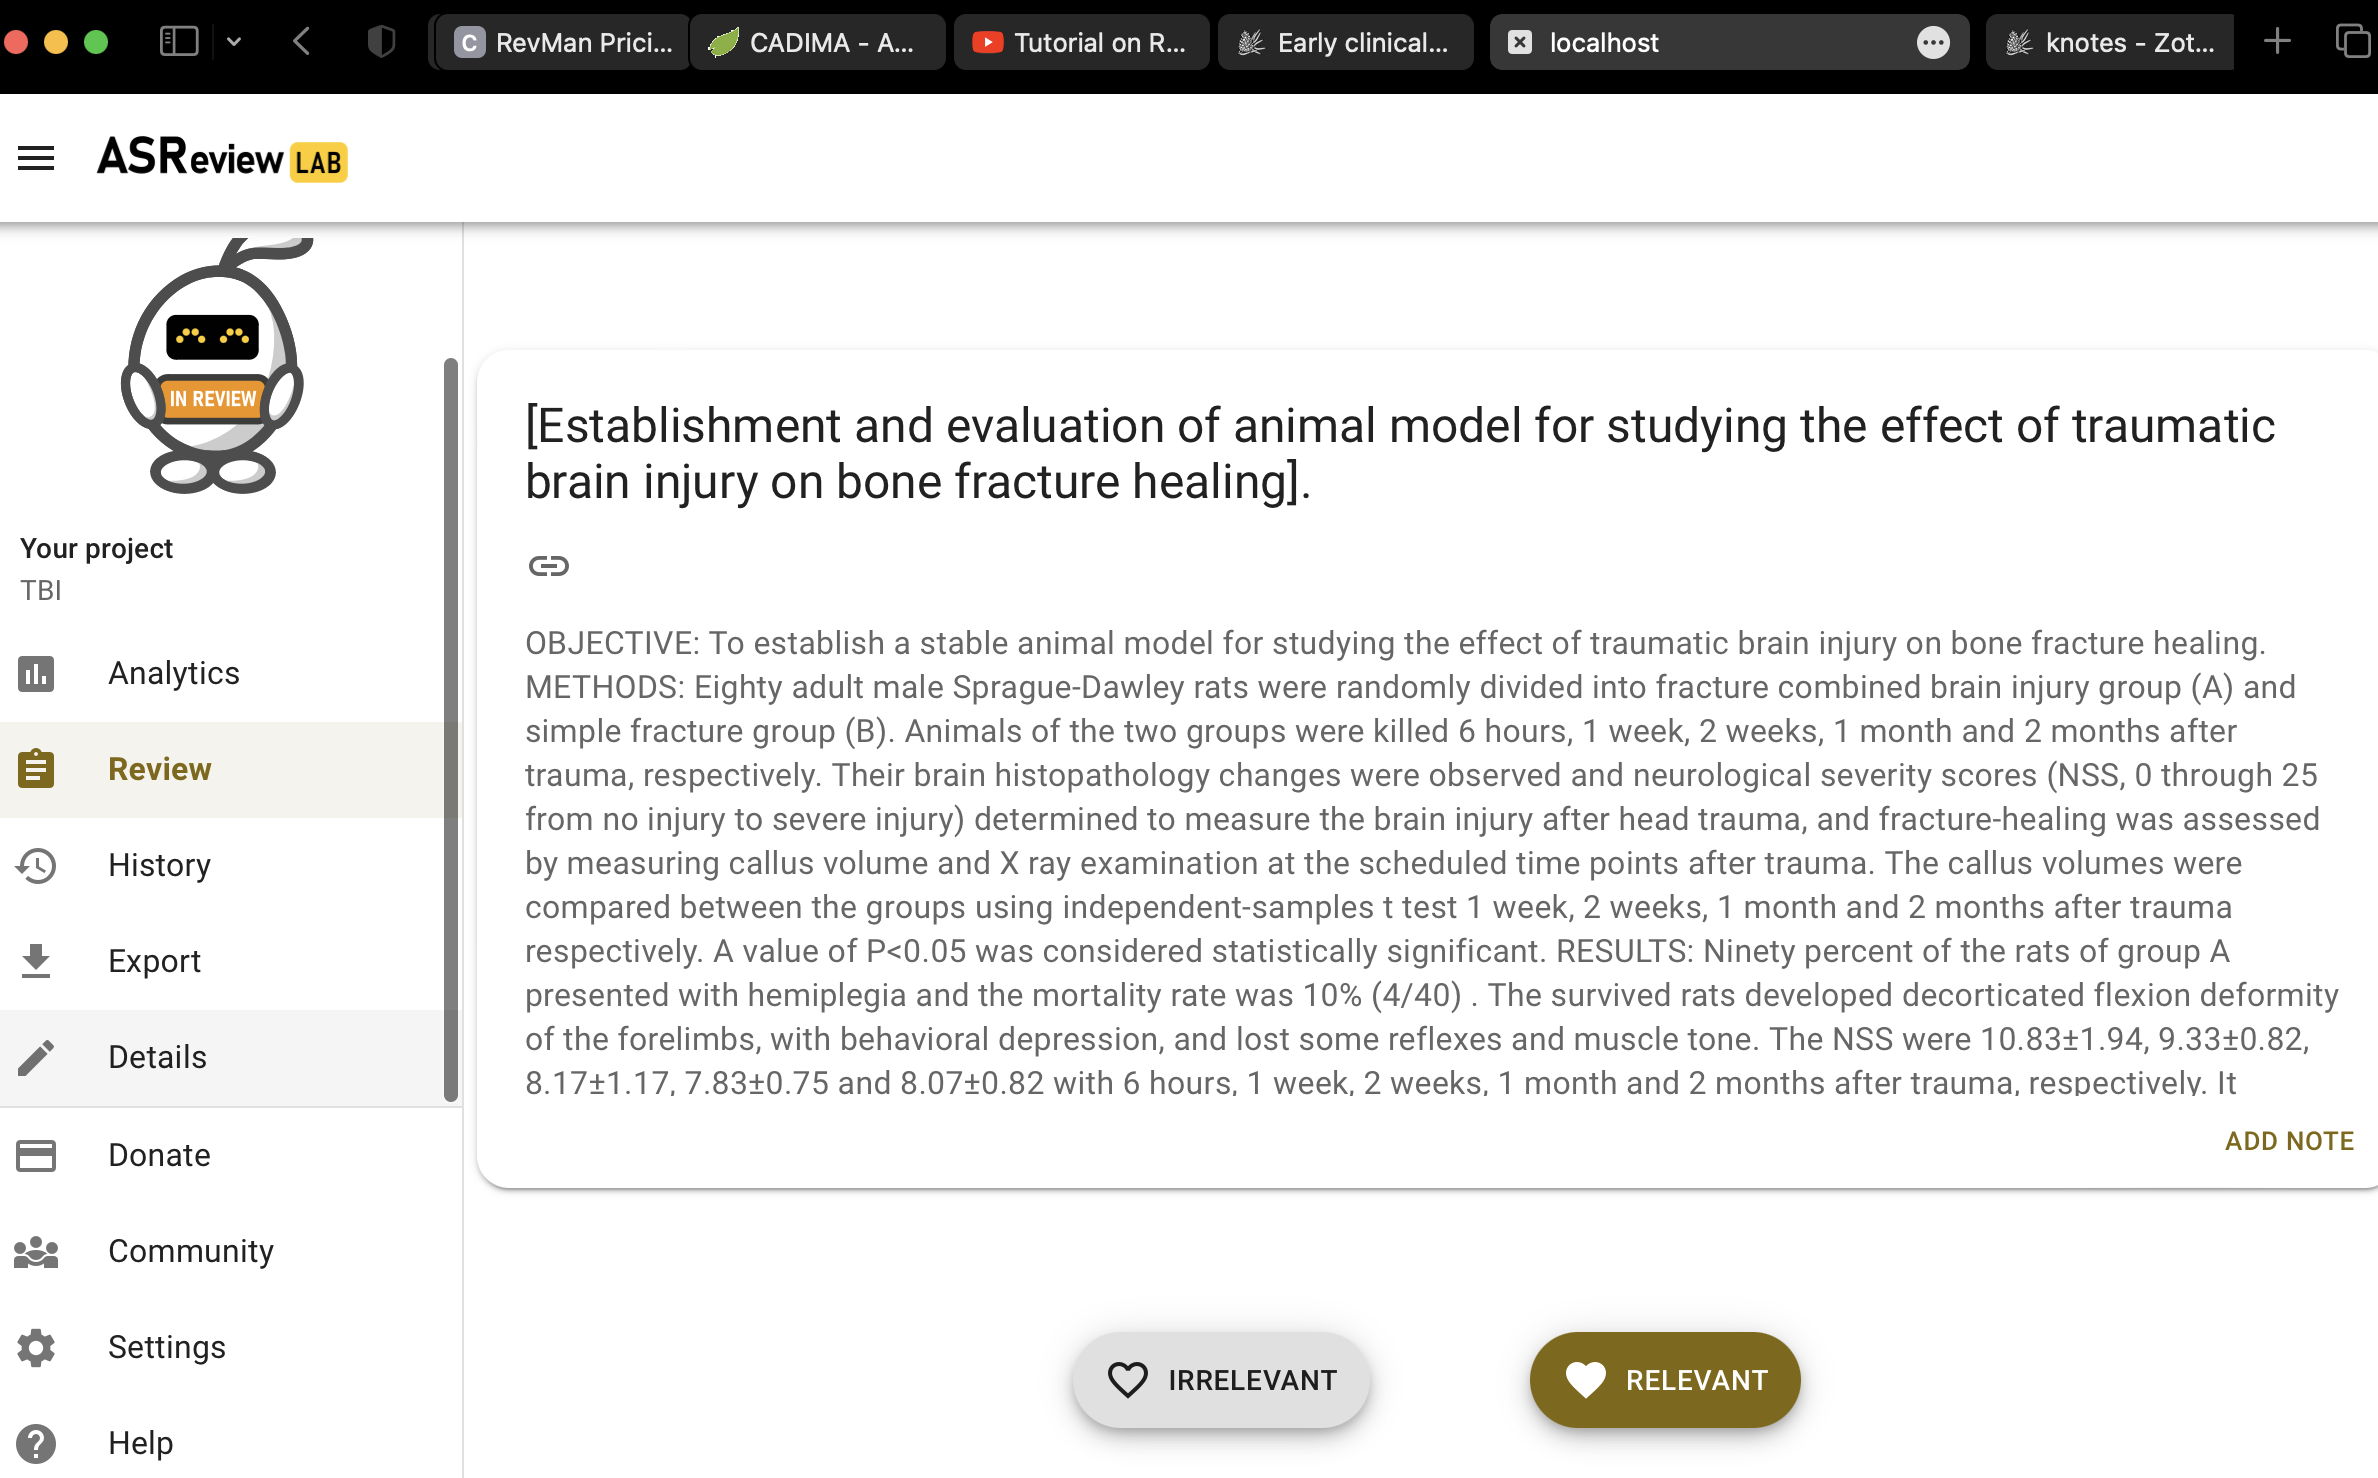 C RevMan Prici...
CADIMA - A...
Tutorial on R...
Early clinical...
localhost
knotes - Zot...
ASReview LAB
IN REVIEW
Your project
TBI
Analytics
Review
History
Export
Details
Donate
Community
Settings
Help
[Establishment and evaluation of animal model for studying the effect of traumatic
brain injury on bone fracture healing].
OBJECTIVE: To establish a stable animal model for studying the effect of traumatic brain injury on bone fracture healing.
METHODS: Eighty adult male Sprague-Dawley rats were randomly divided into fracture combined brain injury group (A) and
simple fracture group (B). Animals of the two groups were killed 6 hours, 1 week, 2 weeks, 1 month and 2 months after
trauma, respectively. Their brain histopathology changes were observed and neurological severity scores (NSS, 0 through 25
from no injury to severe injury) determined to measure the brain injury after head trauma, and fracture-healing was assessed
by measuring callus volume and X ray examination at the scheduled time points after trauma. The callus volumes were
compared between the groups using independent-samples t test 1 week, 2 weeks, 1 month and 2 months after trauma
respectively. A value of P<0.05 was considered statistically significant. RESULTS: Ninety percent of the rats of group A
presented with hemiplegia and the mortality rate was 10% (4/40) . The survived rats developed decorticated flexion deformity
of the forelimbs, with behavioral depression, and lost some reflexes and muscle tone. The NSS were 10.83±1.94, 9.33±0.82,
8.17±1.17, 7.83±0.75 and 8.07±0.82 with 6 hours, 1 week, 2 weeks, 1 month and 2 months after trauma, respectively. It
ADD NOTE
IRRELEVANT
RELEVANT